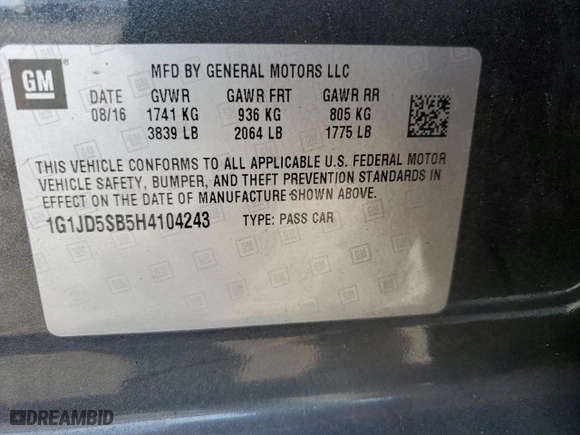 GM
MFD BY GENERAL MOTORS LLC
DATE GVWR GAWR FRT GAWR RR
08/16 1741 KG 936 KG 805 KG
3839 LB 2064 LB 1775 LB
THIS VEHICLE CONFORMS TO ALL APPLICABLE U.S. FEDERAL MOTOR
VEHICLE SAFETY, BUMPER, AND THEFT PREVENTION STANDARDS IN
EFFECT ON THE DATE OF MANUFACTURE SHOWN ABOVE.
1G1JD5SB5H4104243 TYPE: PASS CAR
DREAMBID